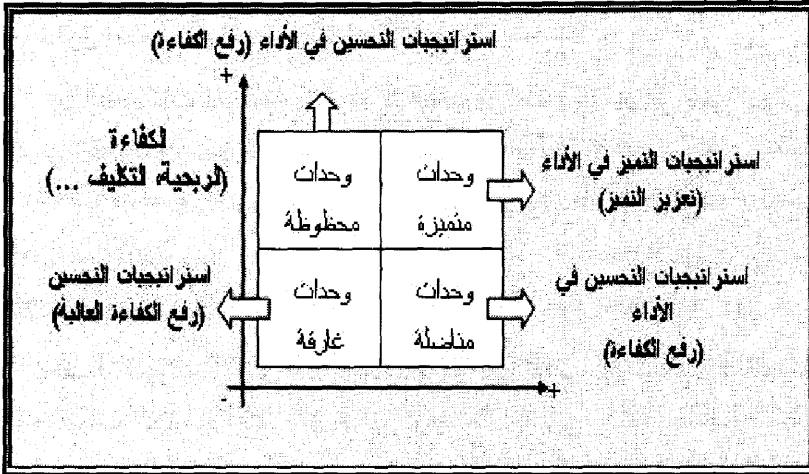 استراتيجيات التحسين في الأداء (رفع الكفاءة)
+
الكفاءة
(الربحية، التكليف ...)
وحدات
محظوظة
وحدات
متميزة
استراتيجيات التميز في الأداء
(تعزيز التميز)
استراتيجيات التحسين
(رفع الكفاءة العالية)
وحدات
غارقة
وحدات
مناضلة
استراتيجيات التحسين في
الأداء
(رفع الكفاءة)
-
+